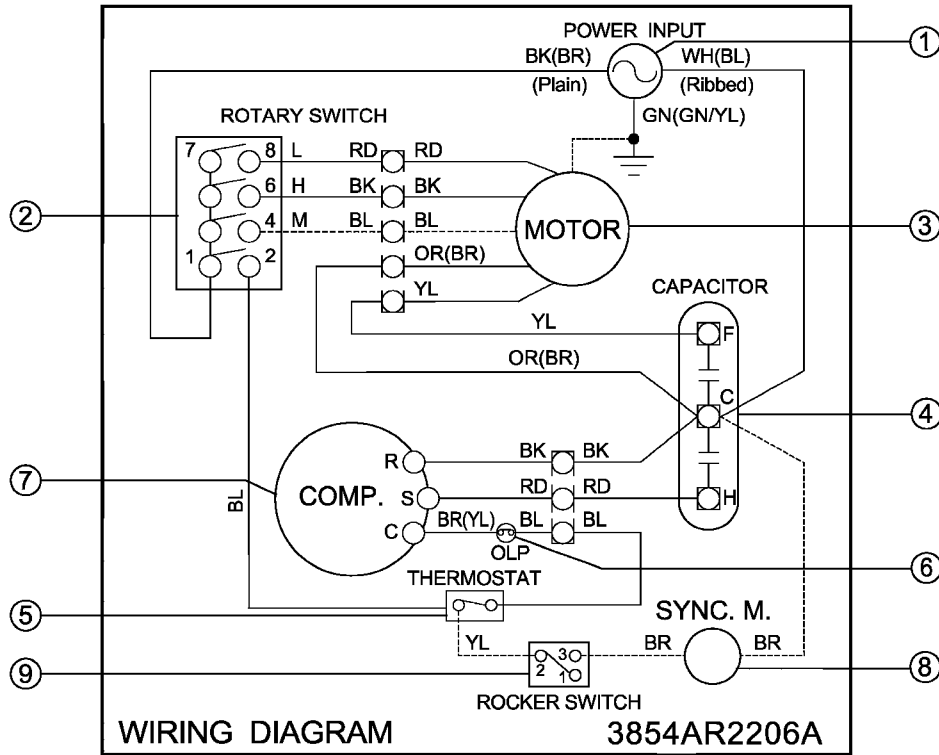 POWER INPUT
1
BK(BR)
WH(BL)
(Plain)
(Ribbed)
GN(GN/YL)
ROTARY SWITCH
7
8
L
RD
RD
6
H
BK
BK
2
4
M
BL
BL
MOTOR
3
1
2
OR(BR)
YL
CAPACITOR
YL
F
OR(BR)
C
4
R
BK
BK
7
COMP.
S
RD
RD
H
BL
C
BR(YL)
BL
BL
OLP
6
THERMOSTAT
5
SYNC. M.
YL
BR
BR
9
2
3
1
8
ROCKER SWITCH
WIRING DIAGRAM
3854AR2206A